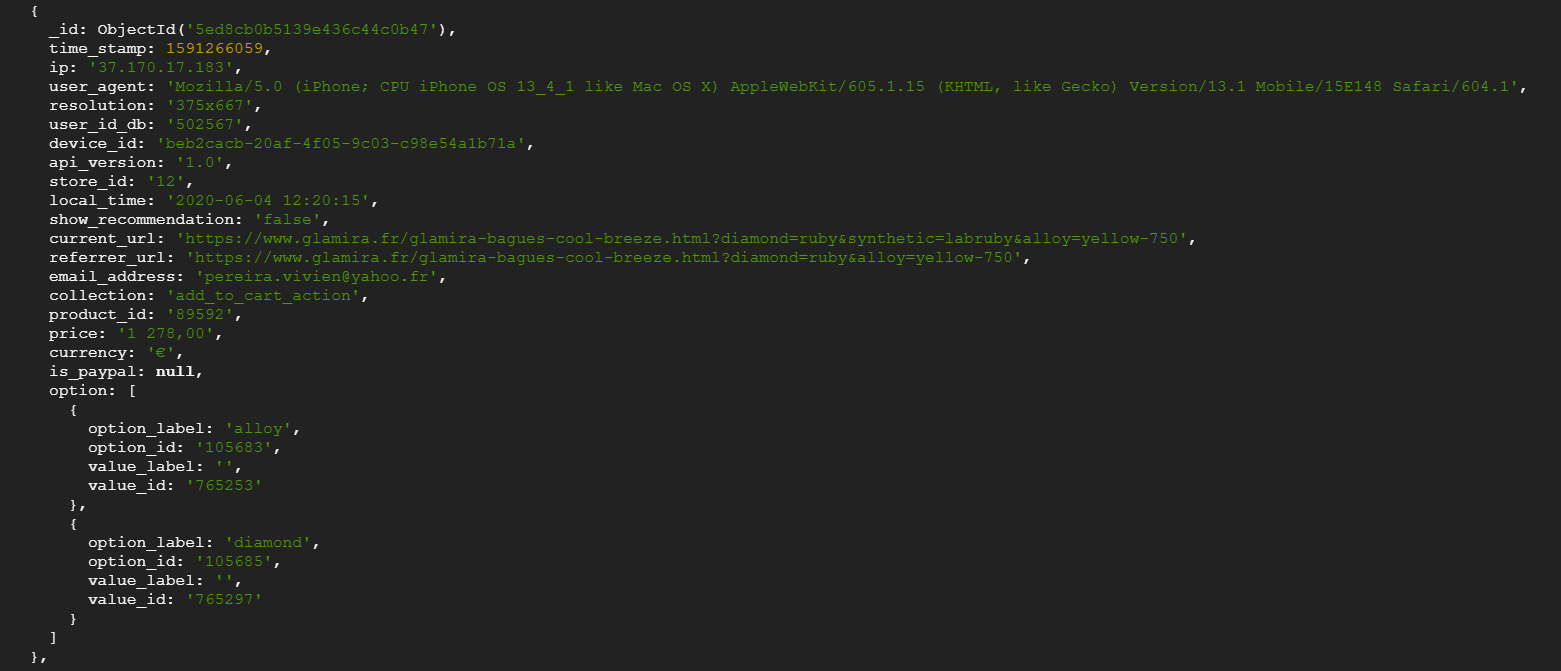 {
_id: ObjectId('5ed8cb0b5139e436c44c0b47'),
time_stamp: 1591266059,
ip: '37.170.17.183',
user_agent: 'Mozilla/5.0 (iPhone; CPU iPhone OS 13_4_1 like Mac OS X) AppleWebKit/605.1.15 (KHTML, like Gecko) Version/13.1 Mobile/15E148 Safari/604.1',
resolution: '375x667',
user_id_db: '502567',
device_id: 'beb2cacb-20af-4f05-9c03-c98e54a1b71a',
api_version: '1.0',
store_id: '12',
local_time: '2020-06-04 12:20:15',
show_recommendation: 'false',
current_url: 'https://www.glamira.fr/glamira-bagues-cool-breeze.html?diamond=ruby&synthetic=labruby&alloy=yellow-750',
referrer_url: 'https://www.glamira.fr/glamira-bagues-cool-breeze.html?diamond=ruby&alloy=yellow-750',
email_address: 'pereira.vivien@yahoo.fr',
collection: 'add_to_cart_action',
product_id: '89592',
price: '1 278,00',
currency: '€',
is_paypal: null,
option: [
{
option_label: 'alloy',
option_id: '105683',
value_label: '',
value_id: '765253'
},
{
option_label: 'diamond',
option_id: '105685',
value_label: '',
value_id: '765297'
}
]
},